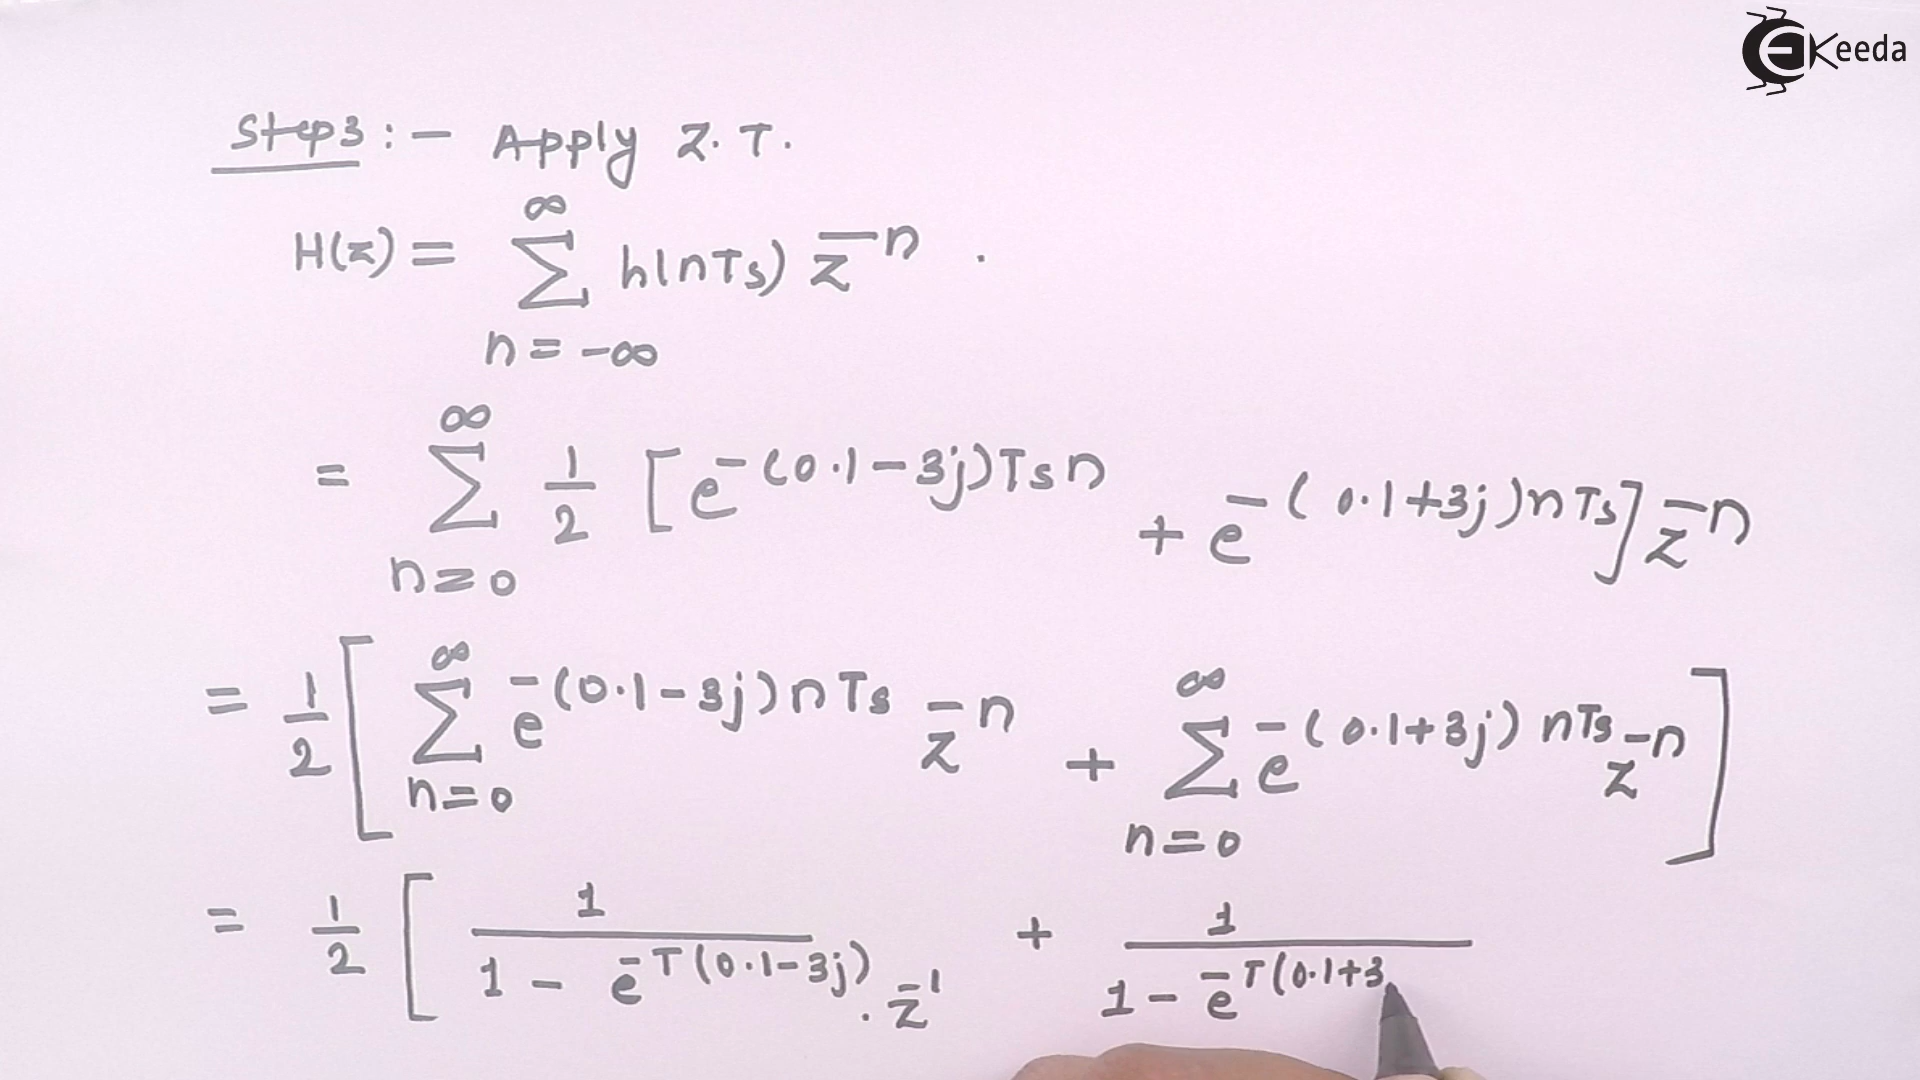 Keeda
Step3:- Apply Z.T.
H(z) = ∞ Σ n=-∞ h(nTs) z^-n .
= ∞ Σ n=0 1/2 [e^-(0.1-3j)Tsn + e^-(0.1+3j)nTs] z^-n
= 1/2 [ ∞ Σ n=0 e^-(0.1-3j)nTs z^-n + ∞ Σ n=0 e^-(0.1+3j)nTs z^-n ]
= 1/2 [ 1/(1 - e^-T(0.1-3j) . z^-1) + 1/(1 - e^-T(0.1+3